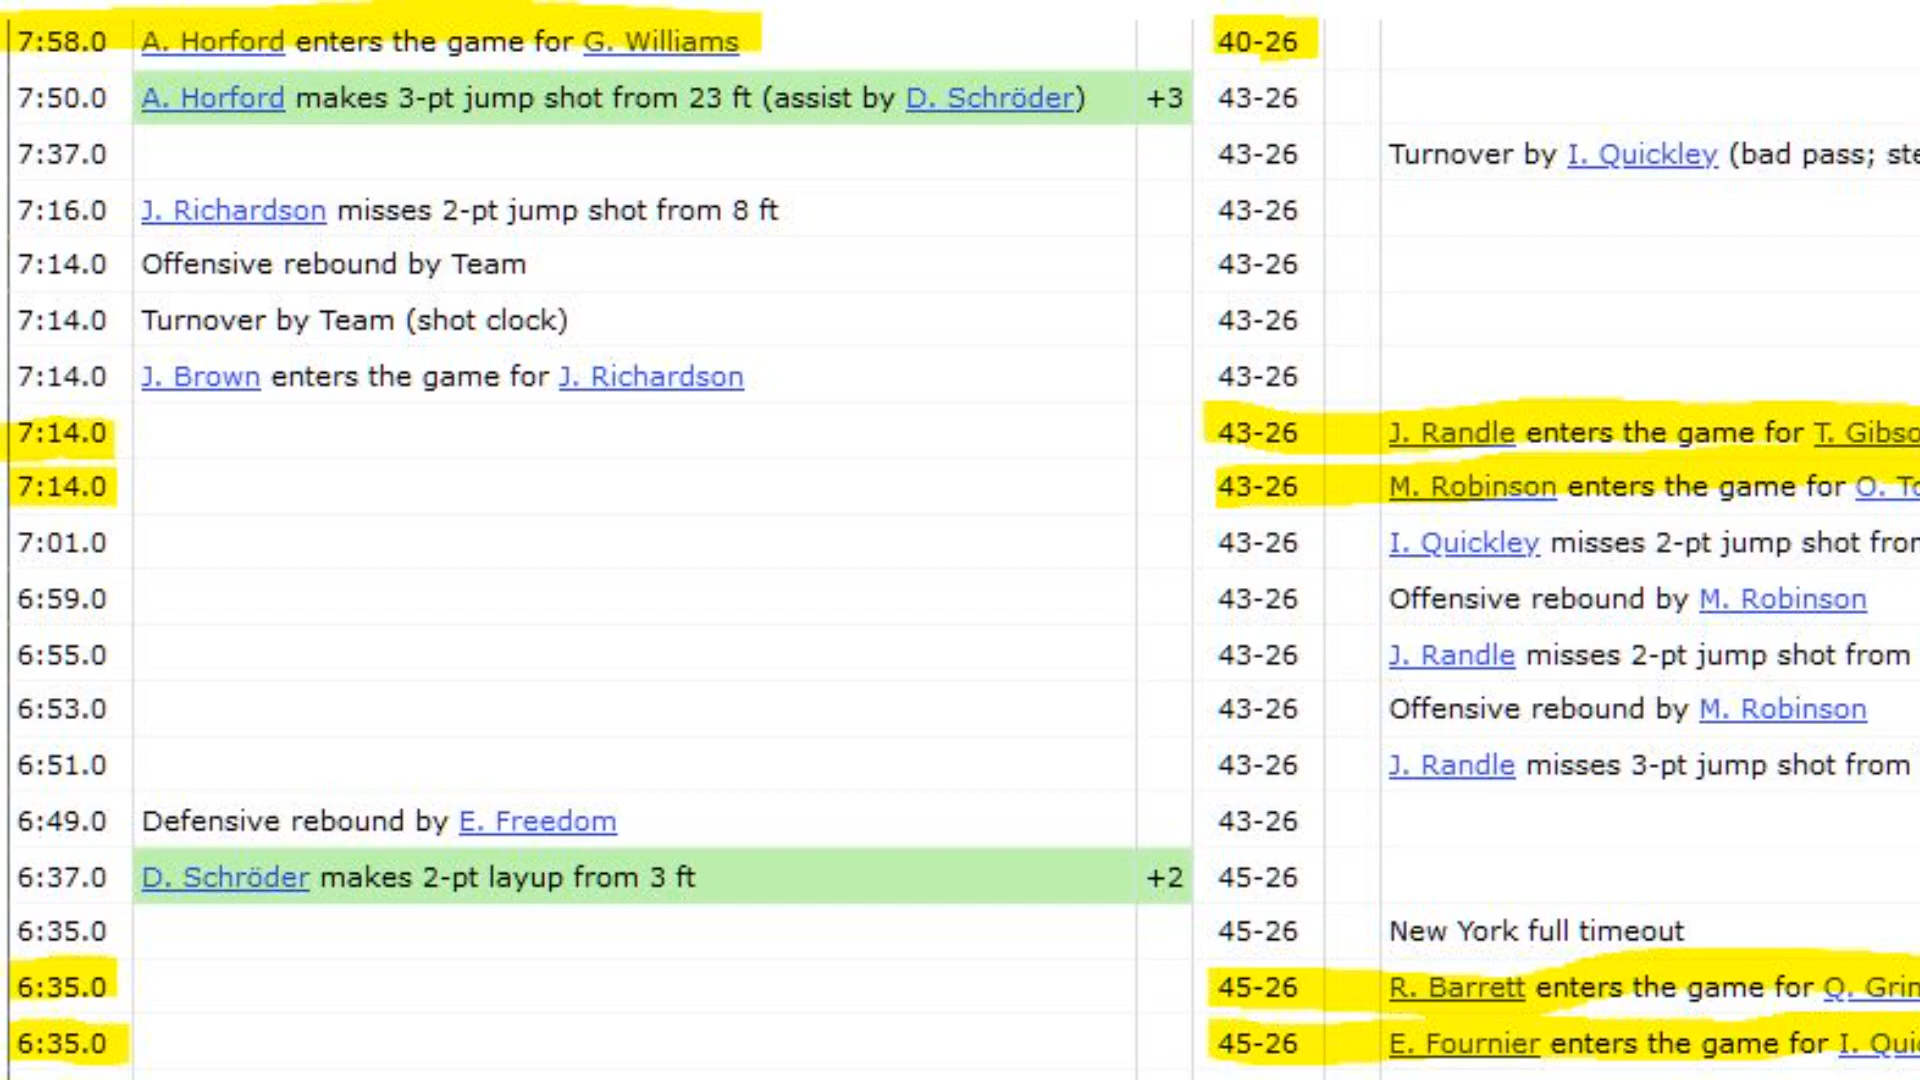 7:58.0 A. Horford enters the game for G. Williams 40-26
7:50.0 A. Horford makes 3-pt jump shot from 23 ft (assist by D. Schröder) +3 43-26
7:37.0 43-26 Turnover by I. Quickley (bad pass;
7:16.0 J. Richardson misses 2-pt jump shot from 8 ft 43-26
7:14.0 Offensive rebound by Team 43-26
7:14.0 Turnover by Team (shot clock) 43-26
7:14.0 J. Brown enters the game for J. Richardson 43-26
7:14.0 43-26 J. Randle enters the game for T.
7:14.0 43-26 M. Robinson enters the game for O.
7:01.0 43-26 I. Quickley misses 2-pt jump shot
6:59.0 43-26 Offensive rebound by M. Robinson
6:55.0 43-26 J. Randle misses 2-pt jump shot from
6:53.0 43-26 Offensive rebound by M. Robinson
6:51.0 43-26 J. Randle misses 3-pt jump shot from
6:49.0 Defensive rebound by E. Freedom 43-26
6:37.0 D. Schröder makes 2-pt layup from 3 ft +2 45-26
6:35.0 45-26 New York full timeout
6:35.0 45-26 R. Barrett enters the game for Q.
6:35.0 45-26 E. Fournier enters the game for I.